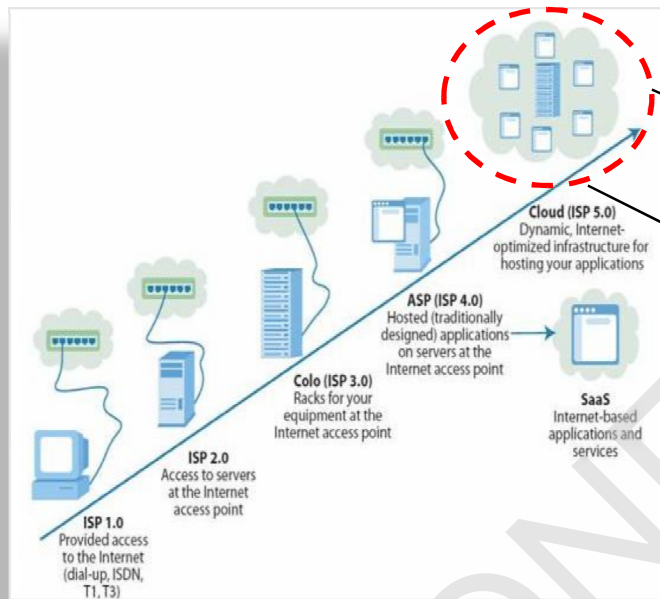 Cloud (ISP 5.0)
Dynamic, Internet-
optimized infrastructure for
hosting your applications
ASP (ISP 4.0)
Hosted (traditionally
designed) applications
on servers at the
Internet access point
SaaS
Internet-based
applications and
services
Colo (ISP 3.0)
Racks for your
equipment at the
Internet access point
ISP 2.0
Access to servers
at the Internet
access point
ISP 1.0
Provided access
to the Internet
(dial-up, ISDN,
T1, T3)